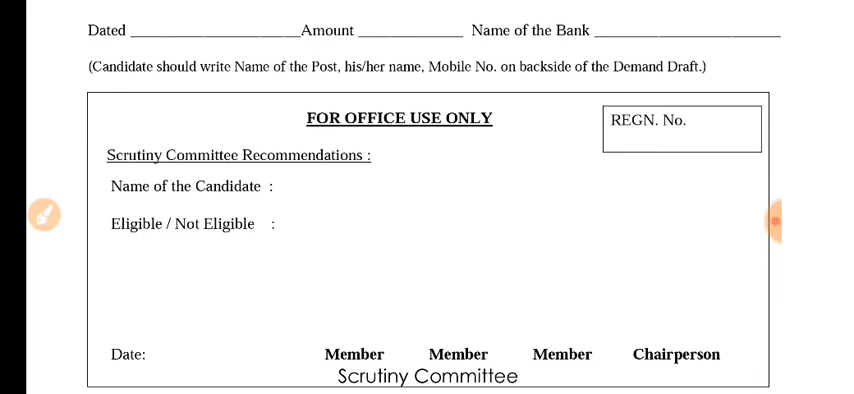 Dated ______________________Amount _____________ Name of the Bank ________________________
(Candidate should write Name of the Post, his/her name, Mobile No. on backside of the Demand Draft.)
FOR OFFICE USE ONLY
REGN. No.
Scrutiny Committee Recommendations :
Name of the Candidate :
Eligible / Not Eligible :
Date: Member Member Member Chairperson
Scrutiny Committee